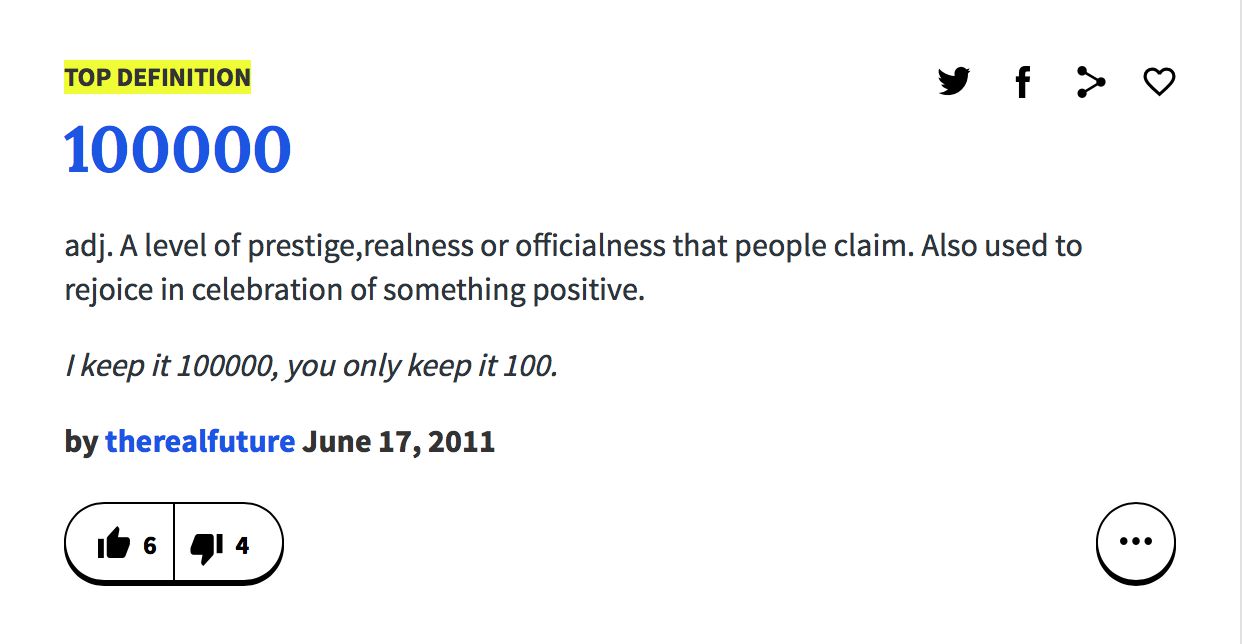 TOP DEFINITION
100000
adj. A level of prestige,realness or officialness that people claim. Also used to
rejoice in celebration of something positive.
I keep it 100000, you only keep it 100.
by therealfuture June 17, 2011
6 4